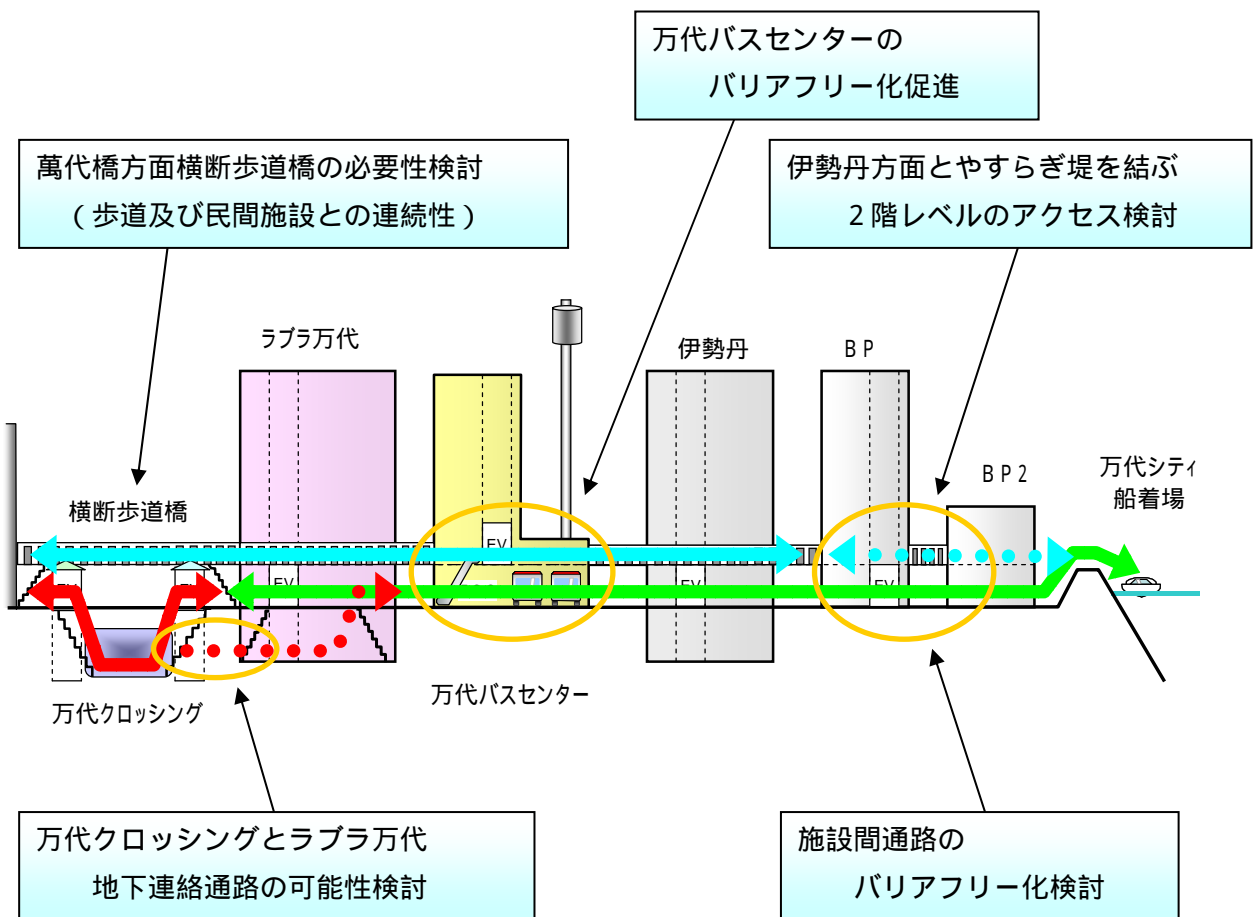 万代バスセンターの
バリアフリー化促進
萬代橋方面横断歩道橋の必要性検討
(歩道及び民間施設との連続性)
伊勢丹方面とやすらぎ堤を結ぶ
2階レベルのアクセス検討
ラブラ万代
伊勢丹
BP
BP2
万代シティ
船着場
横断歩道橋
EV
EV
EV
EV
万代バスセンター
万代クロッシング
万代クロッシングとラブラ万代
地下連絡通路の可能性検討
施設間通路の
バリアフリー化検討